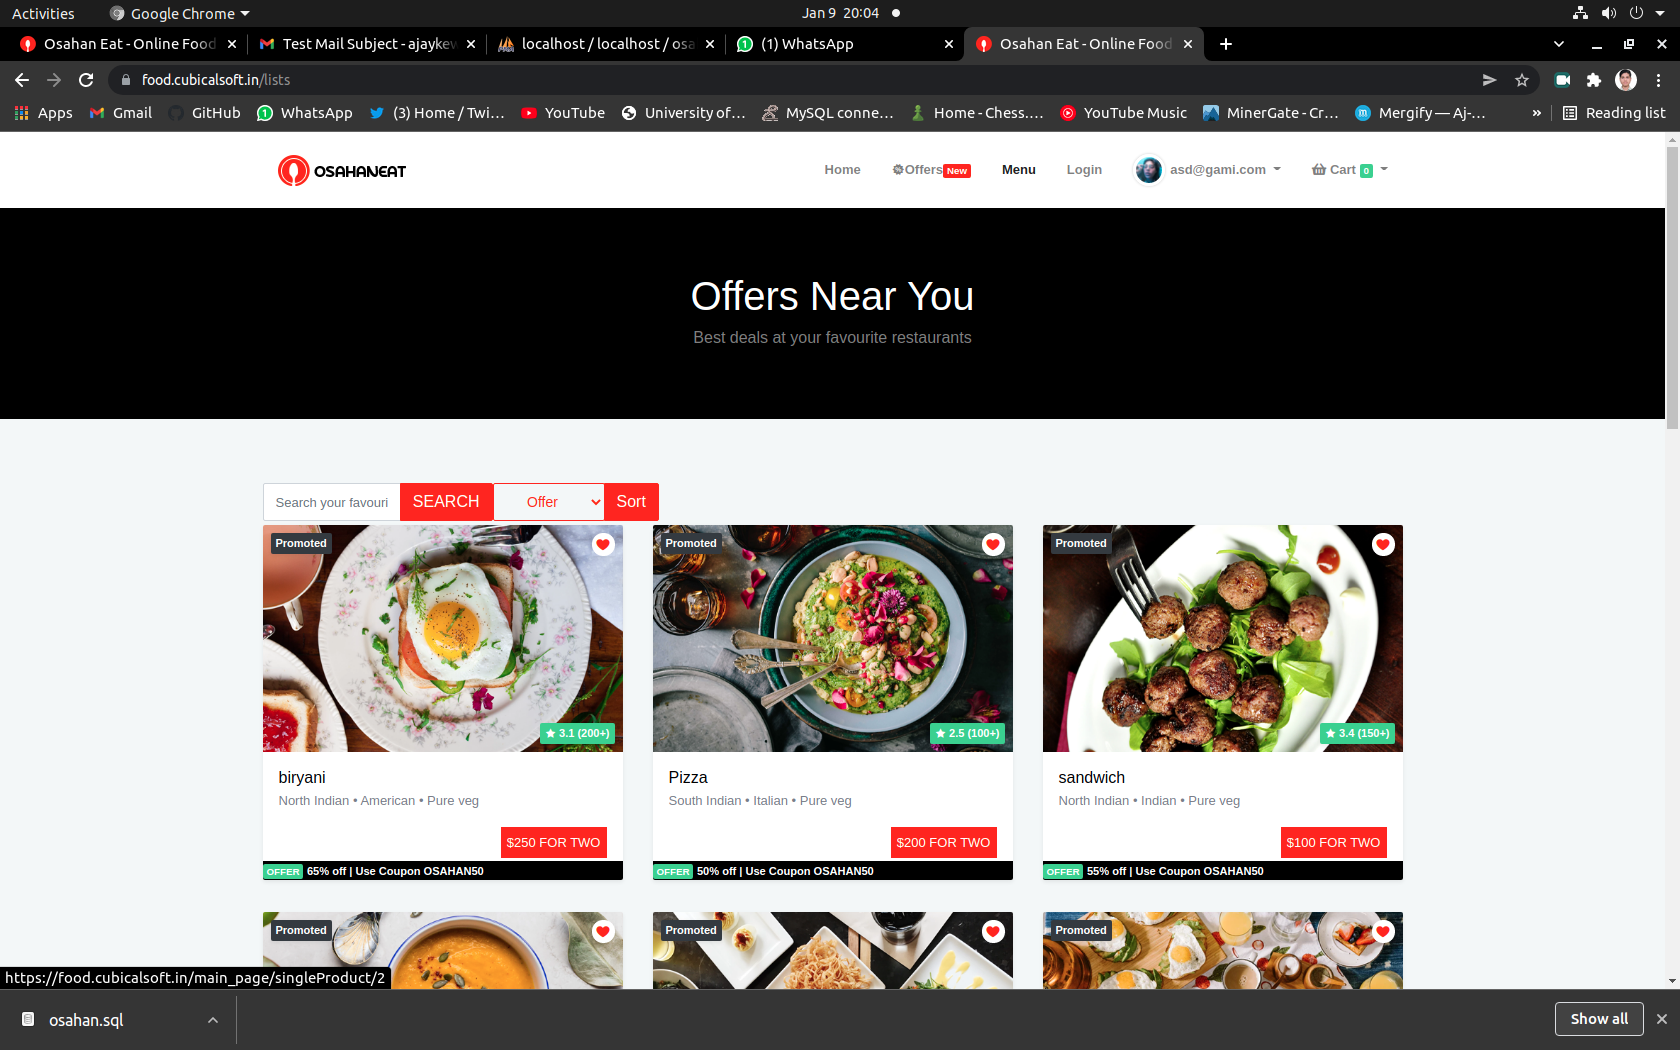 Activities
Google Chrome
Jan 9 20:04
Osahan Eat - Online Food
Test Mail Subject - ajaykew
localhost / localhost / osa
(1) WhatsApp
Osahan Eat - Online Food
food.cubicalsoft.in/lists
Apps
Gmail
GitHub
WhatsApp
(3) Home / Twi...
YouTube
University of...
MySQL conne...
Home - Chess....
YouTube Music
MinerGate - Cr...
Mergify — Aj-...
»
Reading list
OSAHANEAT
Home
Offers New
Menu
Login
asd@gami.com
Cart 0
Offers Near You
Best deals at your favourite restaurants
Search your favouri
SEARCH
Offer
Sort
Promoted
3.1 (200+)
biryani
North Indian • American • Pure veg
$250 FOR TWO
OFFER 65% off | Use Coupon OSAHAN50
Promoted
2.5 (100+)
Pizza
South Indian • Italian • Pure veg
$200 FOR TWO
OFFER 50% off | Use Coupon OSAHAN50
Promoted
3.4 (150+)
sandwich
North Indian • Indian • Pure veg
$100 FOR TWO
OFFER 55% off | Use Coupon OSAHAN50
Promoted
Promoted
Promoted
https://food.cubicalsoft.in/main_page/singleProduct/2
osahan.sql
Show all